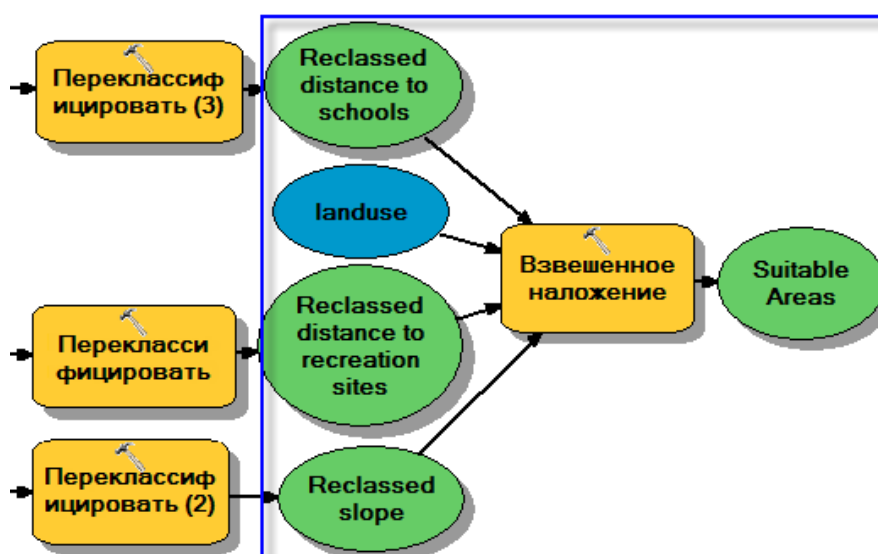 Переклассиф
ицировать (3)
Reclassed
distance to
schools
landuse
Взвешенное
наложение
Suitable
Areas
Переклассси
фицировать
Reclassed
distance to
recreation
sites
Переклассиф
ицировать (2)
Reclassed
slope